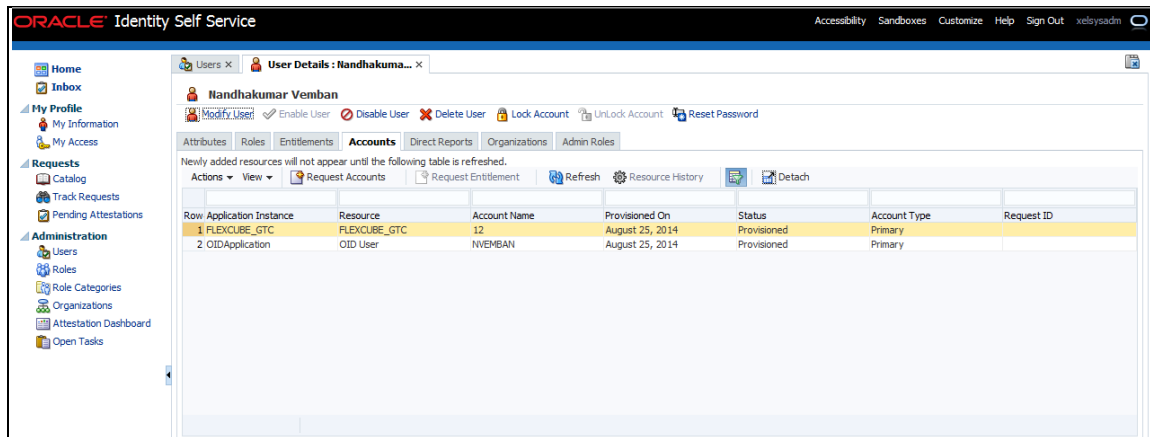 ORACLE Identity Self Service
Accessibility Sandboxes Customize Help Sign Out xelsysadm
Home
Inbox
My Profile
My Information
My Access
Requests
Catalog
Track Requests
Pending Attestations
Administration
Users
Roles
Role Categories
Organizations
Attestation Dashboard
Open Tasks
Users × User Details : Nandhakuma... ×
Nandhakumar Vemban
Modify User Enable User Disable User Delete User Lock Account UnLock Account Reset Password
Attributes Roles Entitlements Accounts Direct Reports Organizations Admin Roles
Newly added resources will not appear until the following table is refreshed.
Actions View Request Accounts Request Entitlement Refresh Resource History Detach
Row Application Instance Resource Account Name Provisioned On Status Account Type Request ID
1 FLEXCUBE_GTC FLEXCUBE_GTC 12 August 25, 2014 Provisioned Primary
2 OIDApplication OID User NVEMBAN August 25, 2014 Provisioned Primary